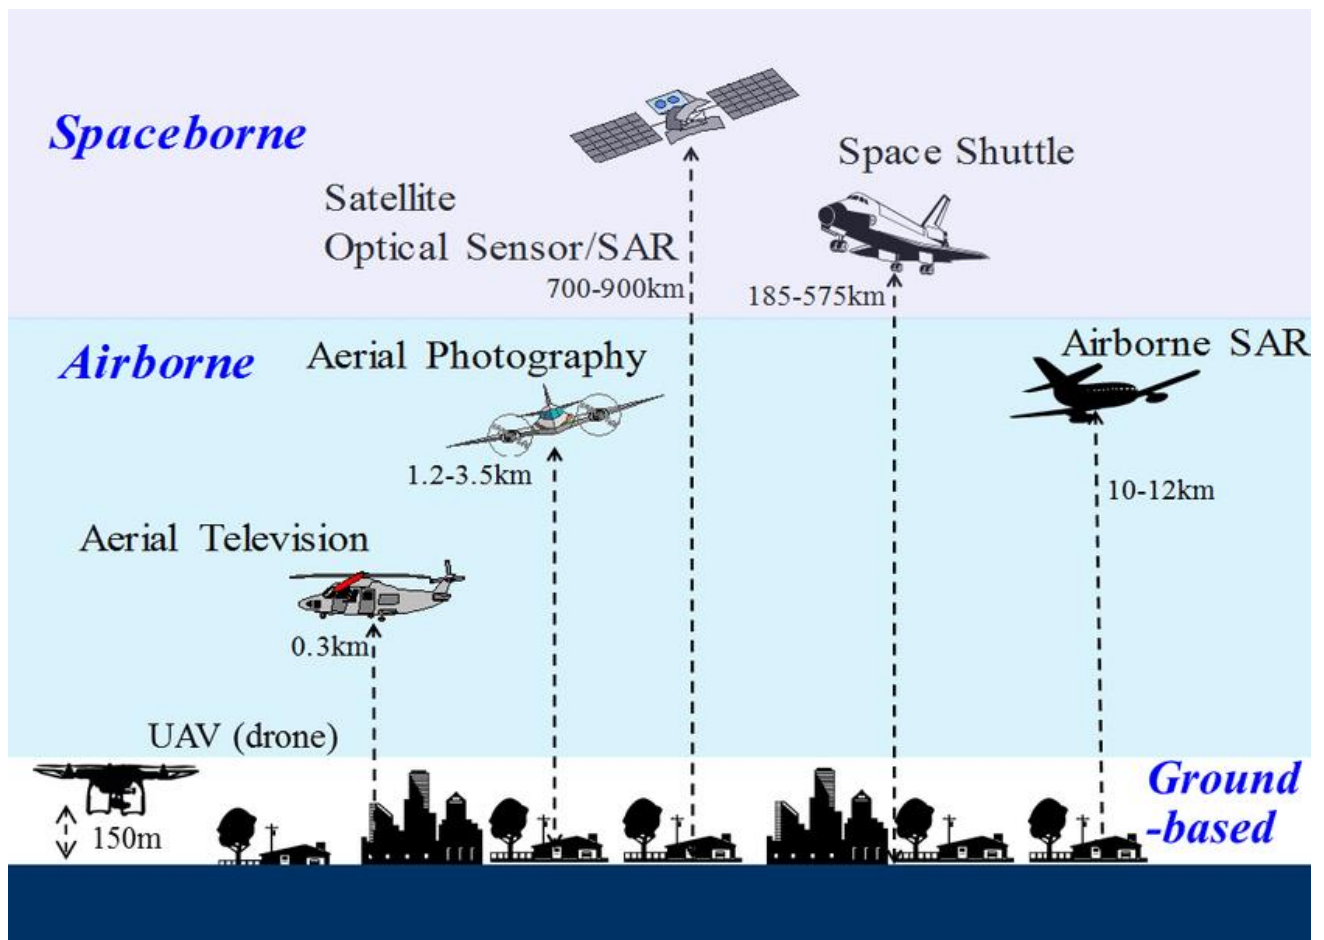 Spaceborne
Space Shuttle
Satellite
Optical Sensor/SAR
700-900km
185-575km
Airborne
Aerial Photography
Airborne SAR
1.2-3.5km
10-12km
Aerial Television
0.3km
UAV (drone)
150m
Ground
-based